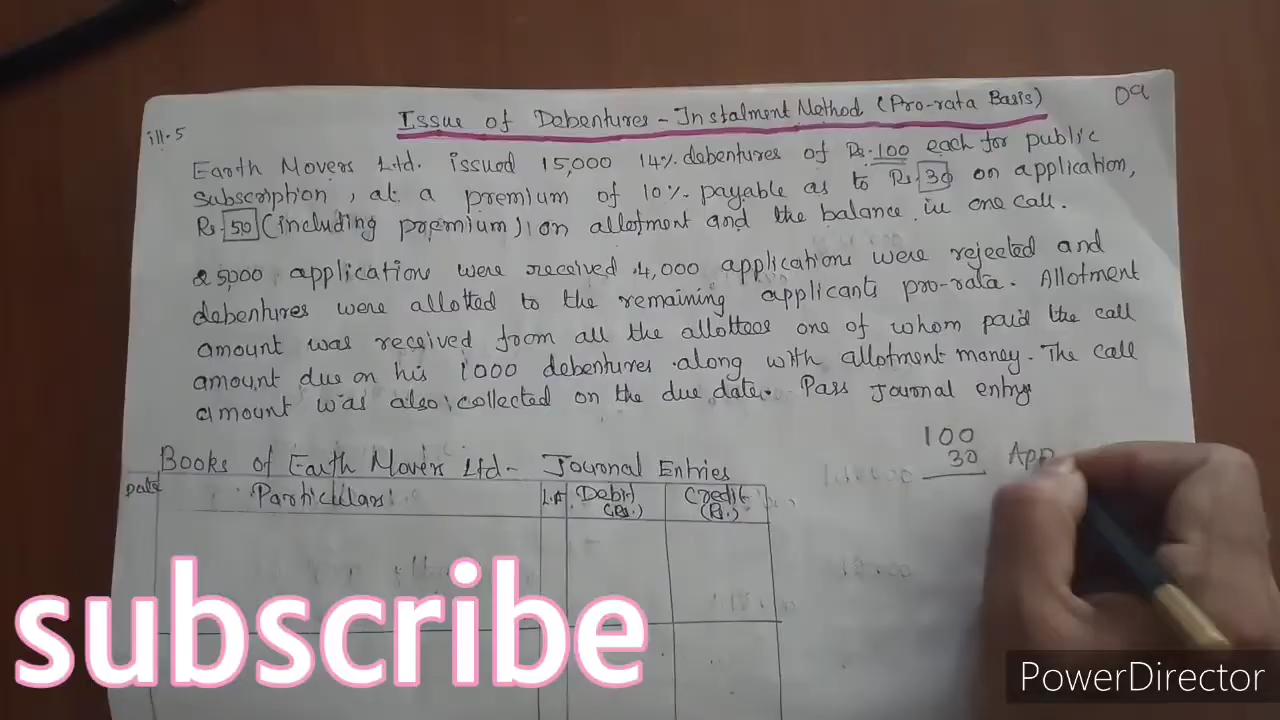 Issue of Debentures - Instalment Method (Pro-rata Basis)
09
ill.5
Earth Movers Ltd. issued 15,000 14% debentures of Rs.100 each for public
subscription, at a premium of 10% payable as to Rs.30 on application,
Rs.50 (including premium), on allotment and the balance in one call.
25,000 applications were received. 4,000 applications were rejected and
debentures were allotted to the remaining applicants pro-rata. Allotment
amount was received from all the allottees one of whom paid the call
amount due on his 1000 debentures along with allotment money. The call
amount was also collected on the due date. Pass Journal entry
100
30 App
Books of Earth Movers Ltd - Journal Entries
Date Particulars L.F Debit (Rs.) Credit (Rs.)
subscribe
PowerDirector